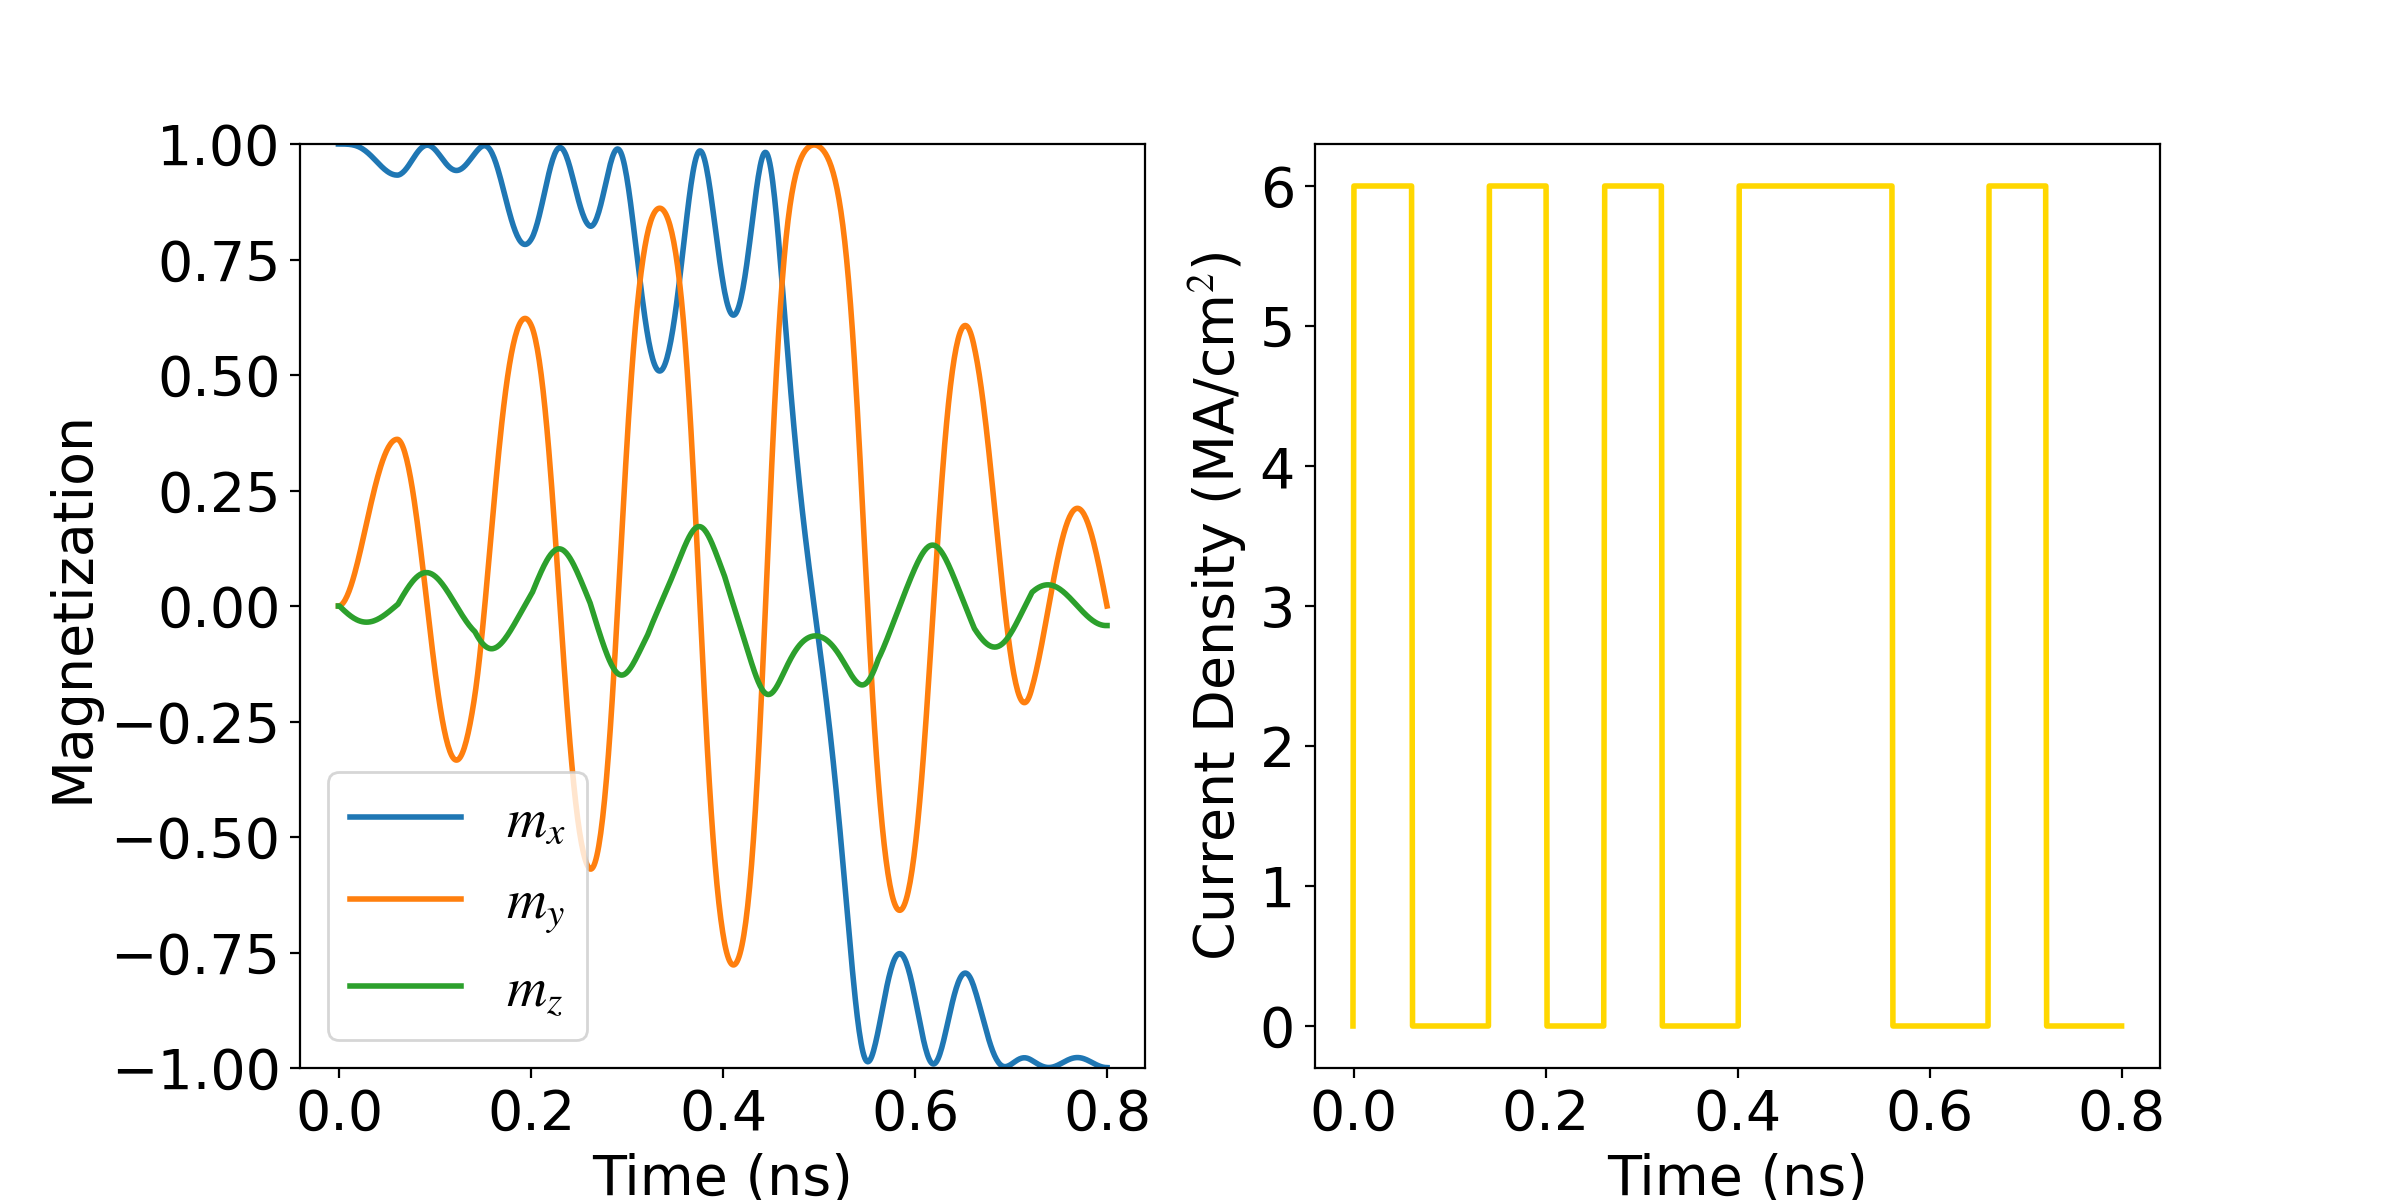 Magnetization
1.00
0.75
0.50
0.25
0.00
−0.25
−0.50
−0.75
−1.00
0.0 0.2 0.4 0.6 0.8
Time (ns)
m_x
m_y
m_z
Current Density (MA/cm²)
6
5
4
3
2
1
0
0.0 0.2 0.4 0.6 0.8
Time (ns)